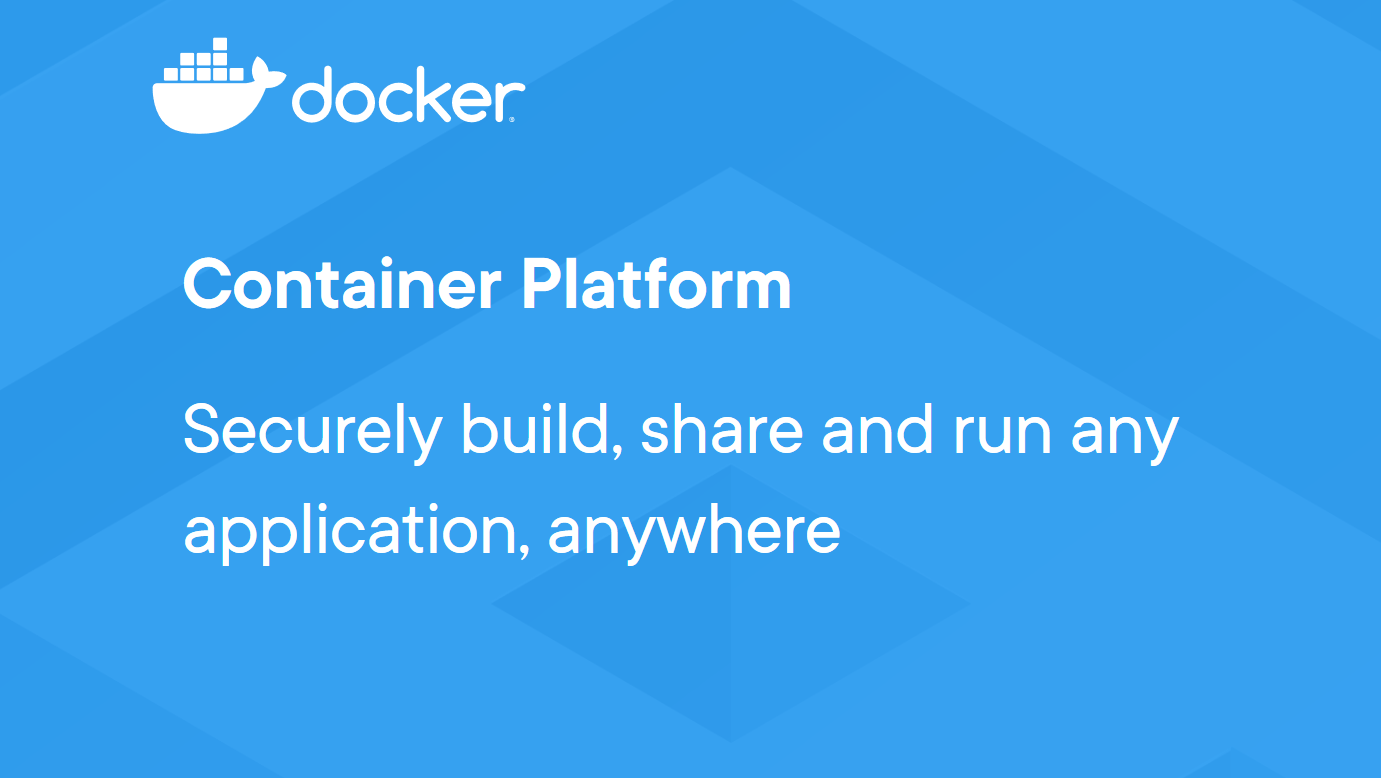 docker®
Container Platform
Securely build, share and run any
application, anywhere